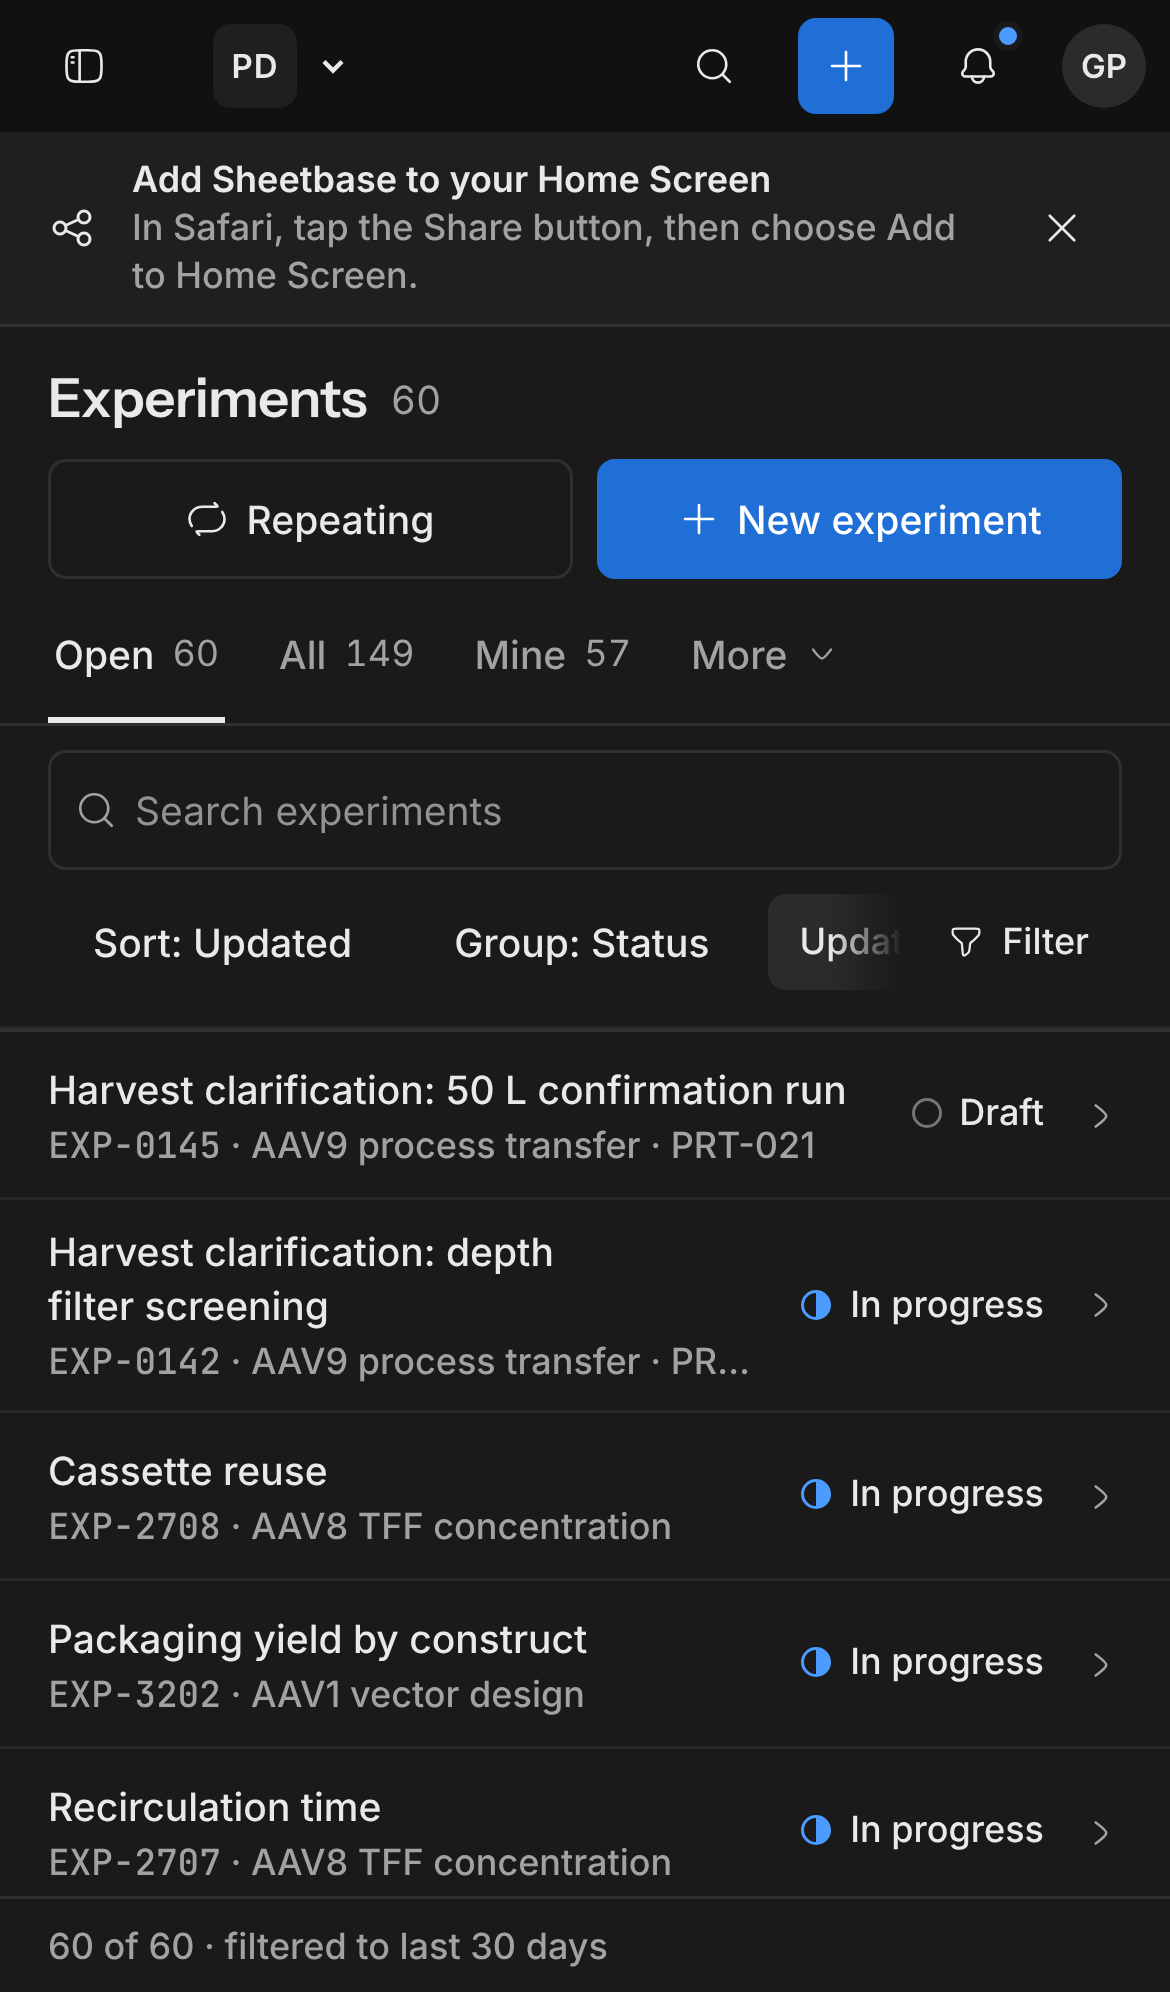 PD
GP
Add Sheetbase to your Home Screen
In Safari, tap the Share button, then choose Add
to Home Screen.
Experiments 60
Repeating
New experiment
Open 60 All 149 Mine 57 More
Search experiments
Sort: Updated Group: Status Updat Filter
Harvest clarification: 50 L confirmation run
EXP-0145 · AAV9 process transfer · PRT-021
Draft
Harvest clarification: depth
filter screening
EXP-0142 · AAV9 process transfer · PR...
In progress
Cassette reuse
EXP-2708 · AAV8 TFF concentration
In progress
Packaging yield by construct
EXP-3202 · AAV1 vector design
In progress
Recirculation time
EXP-2707 · AAV8 TFF concentration
In progress
60 of 60 · filtered to last 30 days